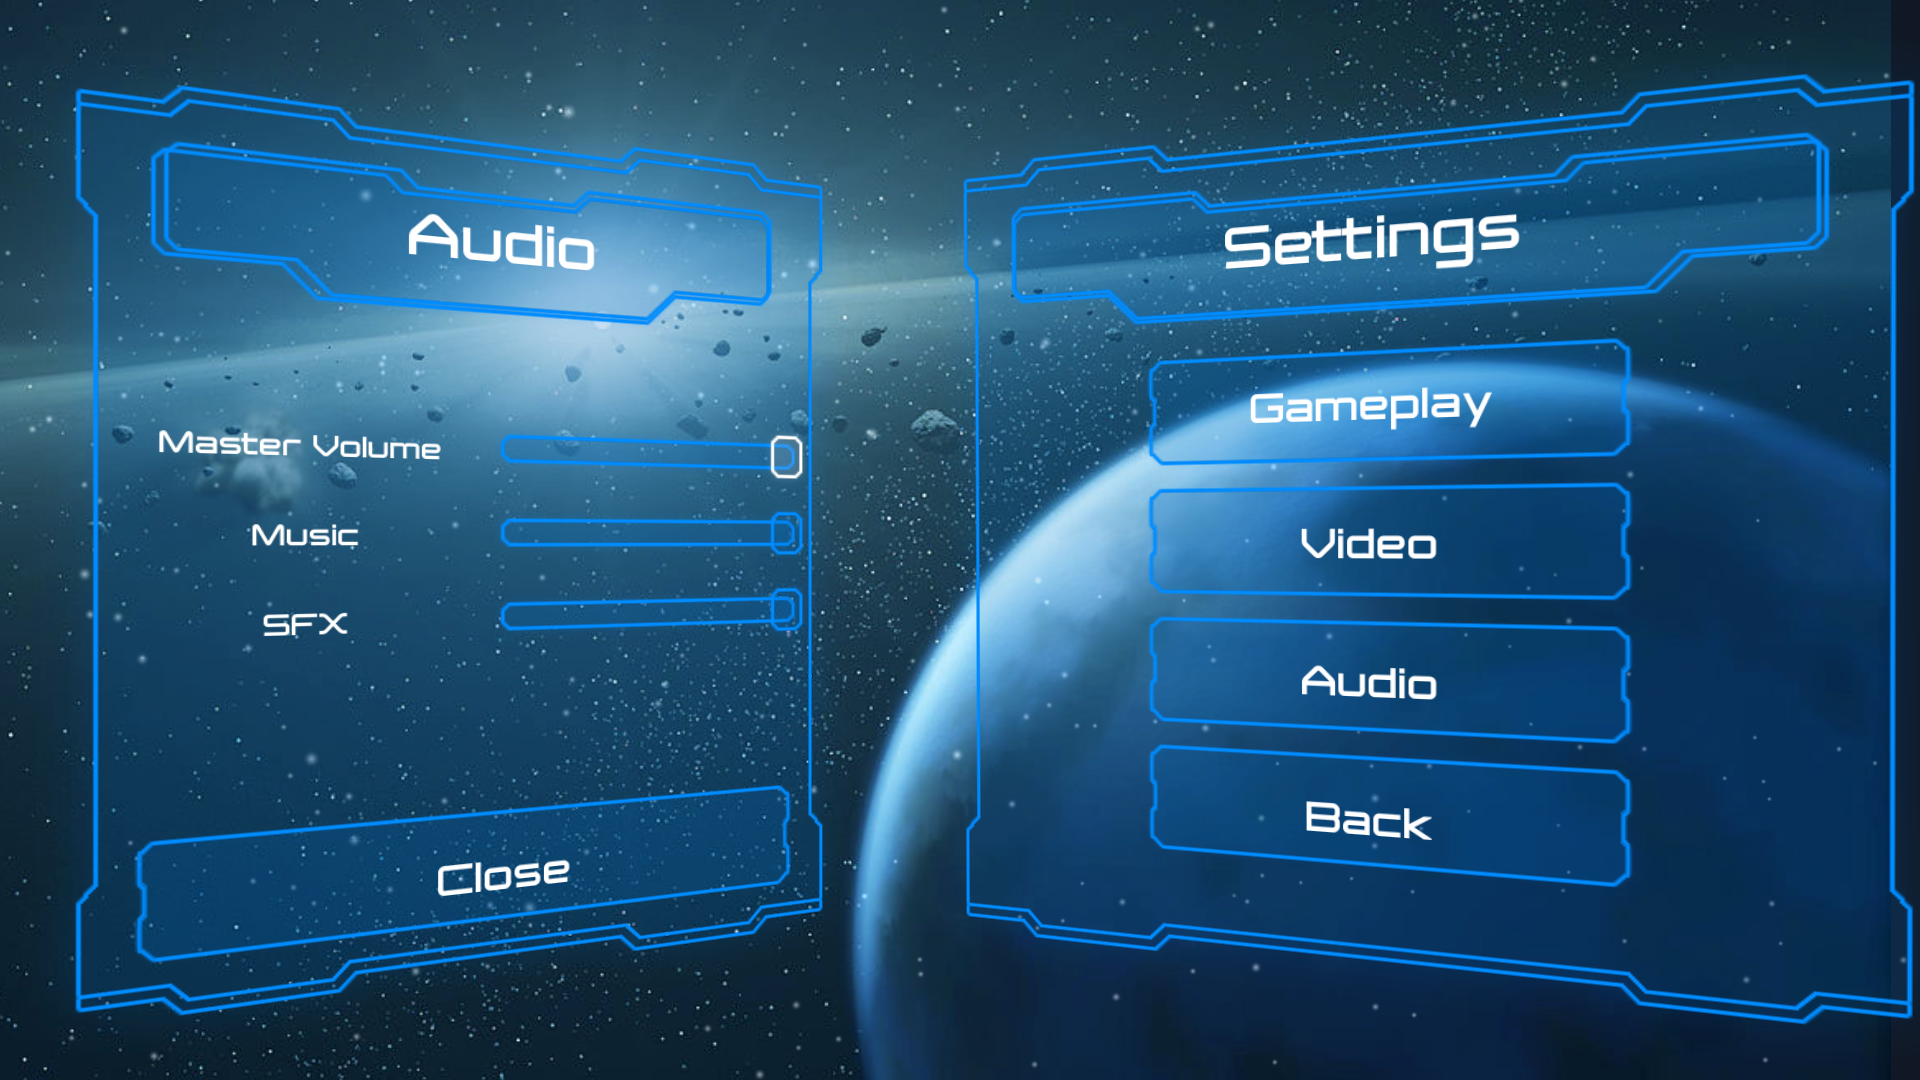 Audio
Master Volume
Music
SFX
Close
Settings
Gameplay
Video
Audio
Back